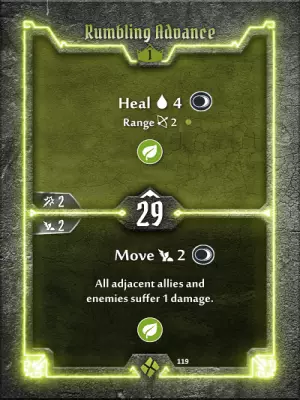 Rumbling Advance
1
Heal 4
Range 2
2
29
2
Move 2
All adjacent allies and
enemies suffer 1 damage.
119